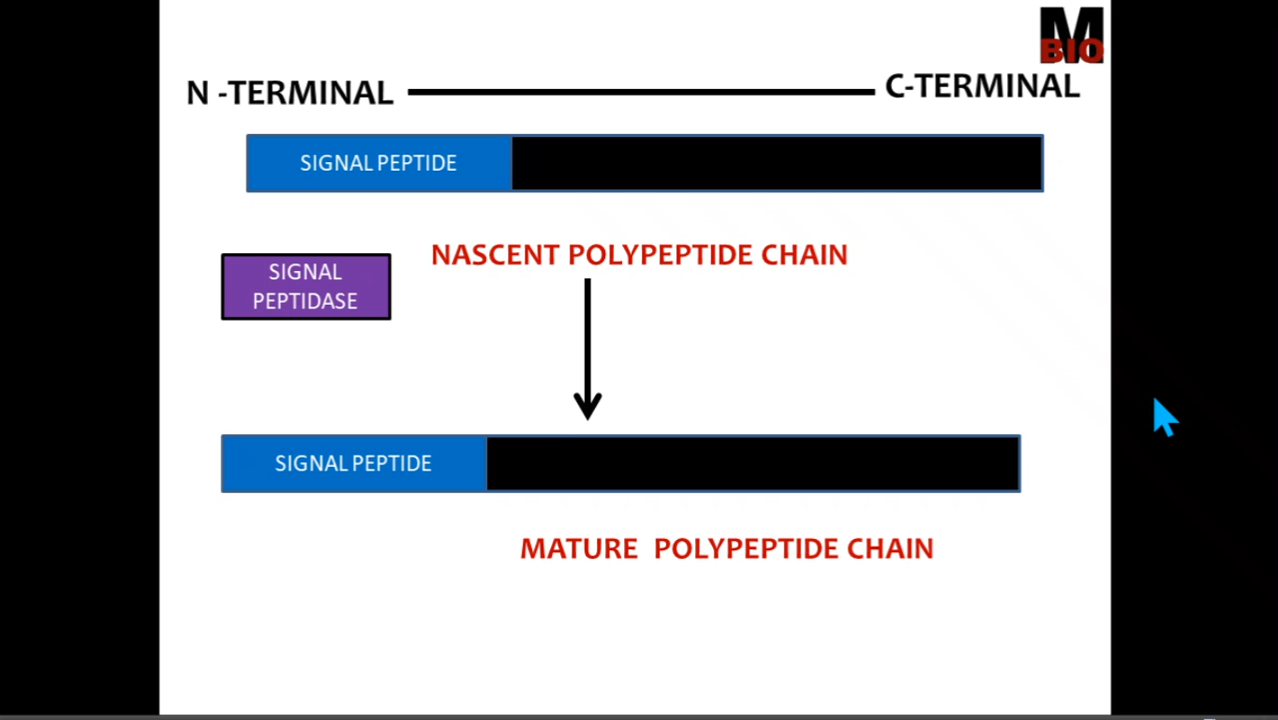 M
BIO
N -TERMINAL
C-TERMINAL
SIGNAL PEPTIDE
NASCENT POLYPEPTIDE CHAIN
SIGNAL
PEPTIDASE
SIGNAL PEPTIDE
MATURE POLYPEPTIDE CHAIN